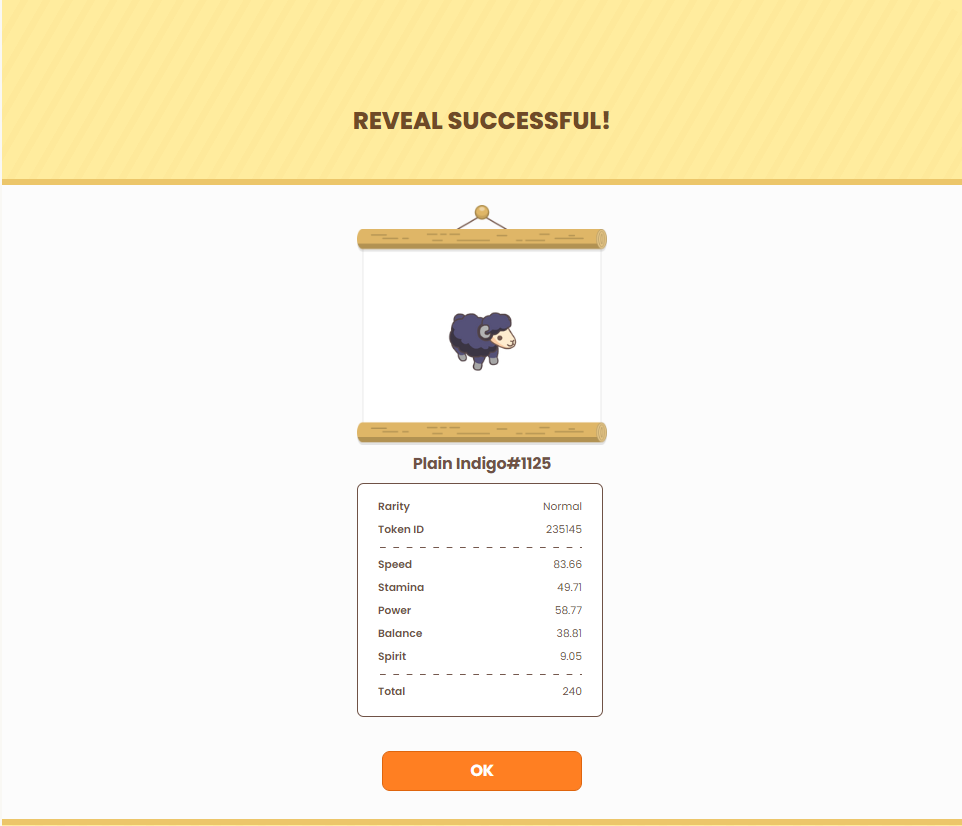 REVEAL SUCCESSFUL!
Plain Indigo#1125
Rarity Normal
Token ID 235145
Speed 83.66
Stamina 49.71
Power 58.77
Balance 38.81
Spirit 9.05
Total 240
OK